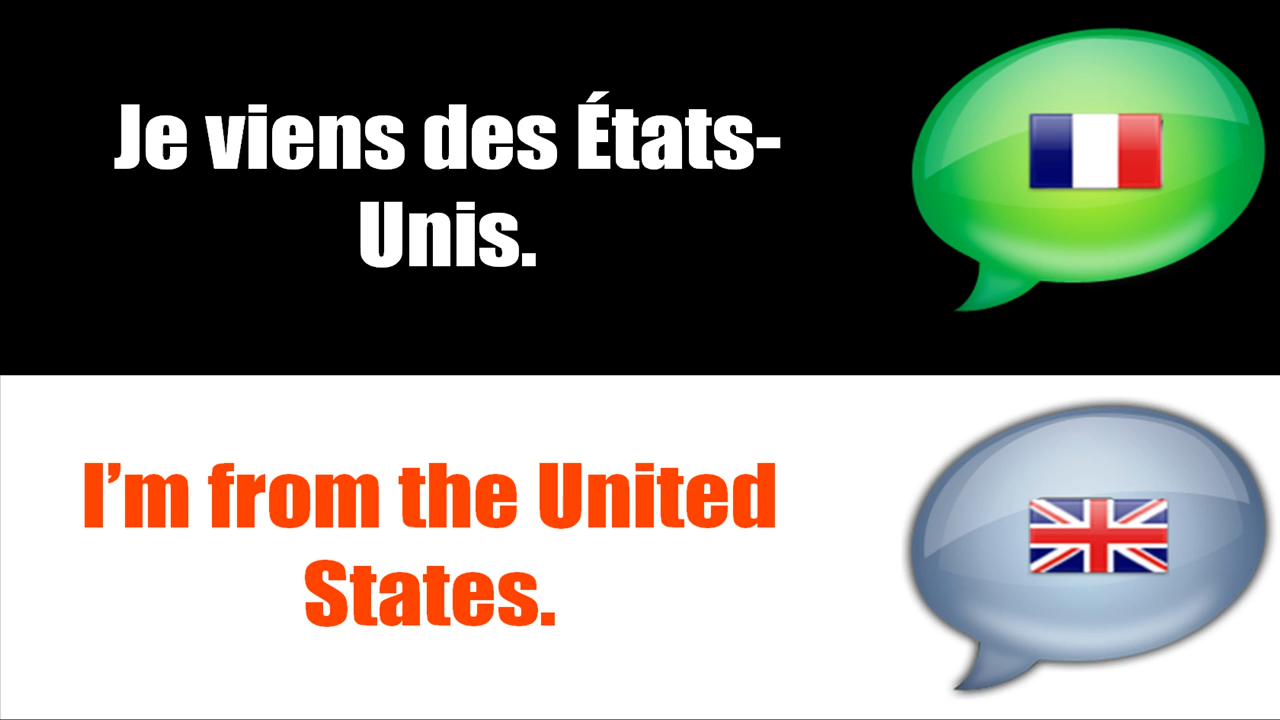 Je viens des États-
Unis.
I’m from the United
States.